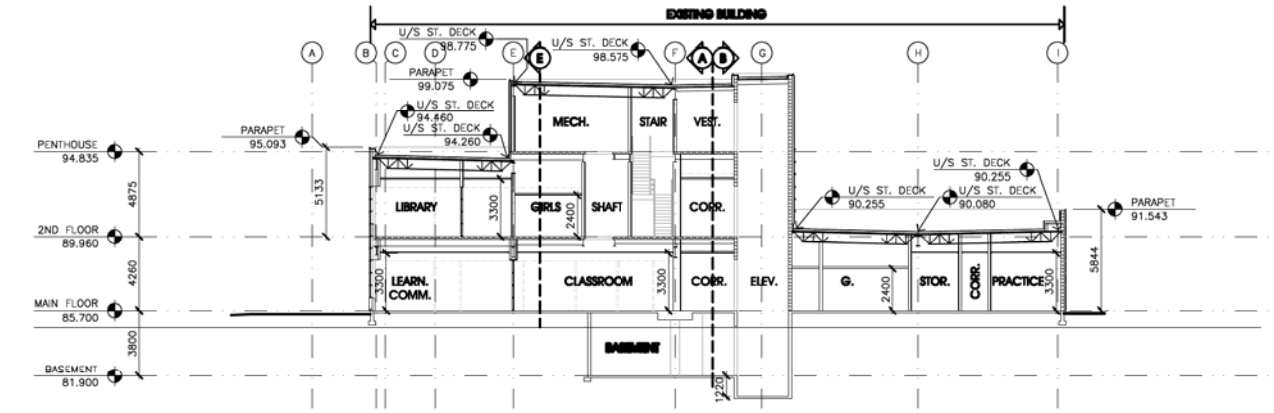 EXISTING BUILDING
U/S ST. DECK
98.775
U/S ST. DECK
98.575
A
B
C
D
E
E
F
A
B
G
H
I
PARAPET
99.075
U/S ST. DECK
94.460
U/S ST. DECK
94.260
PARAPET
95.093
MECH.
STAIR
VEST.
PENTHOUSE
94.835
U/S ST. DECK
90.255
U/S ST. DECK
90.255
U/S ST. DECK
90.080
PARAPET
91.543
4875
5133
LIBRARY
3300
GIRLS
2400
SHAFT
CORR.
2ND FLOOR
89.960
4260
3300
LEARN.
COMM.
CLASSROOM
3300
CORR.
ELEV.
G.
2400
STOR.
CORR.
PRACTICE
3300
5844
MAIN FLOOR
85.700
3800
BASEMENT
BASEMENT
81.900
1220